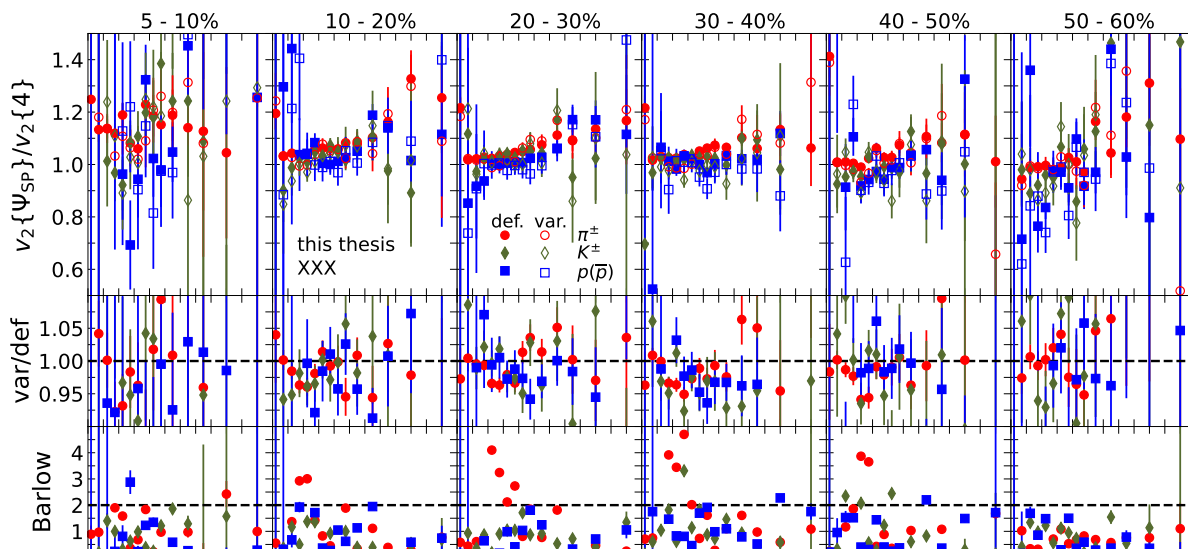 5 - 10% 10 - 20% 20 - 30% 30 - 40% 40 - 50% 50 - 60%
v₂{Ψ_SP}/v₂{4}
1.4
1.2
1.0
0.8
0.6
this thesis
XXX
def. var.
π±
K±
p(p̅)
var/def
1.05
1.00
0.95
Barlow
4
3
2
1